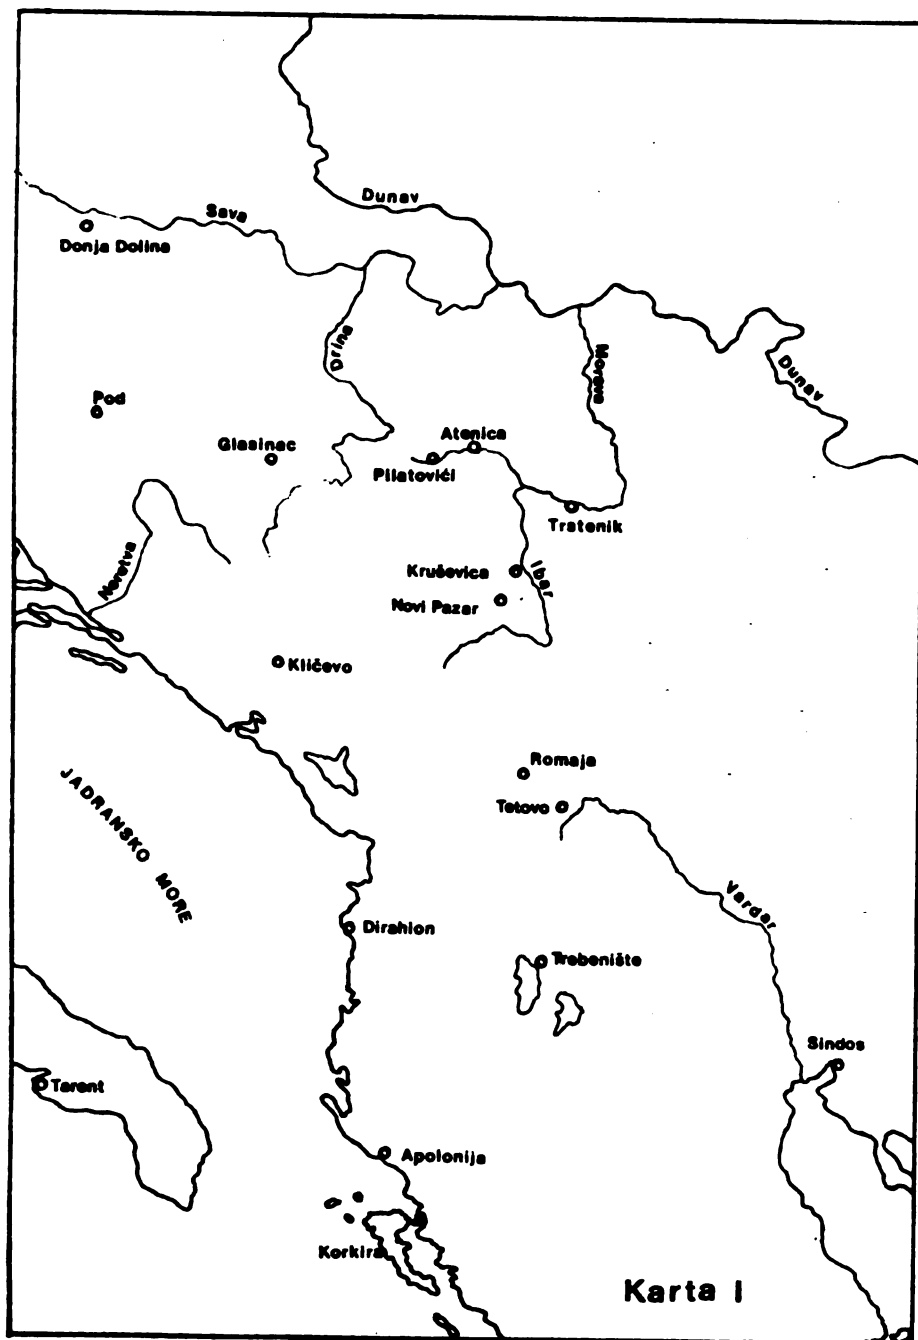 Dunav
Sava
Donja Dolina
Drina
Morava
Dunav
Pod
Atenica
Glasinac
Pilatovići
Trstenik
Neretva
Kruševica
Ibar
Novi Pazar
Kličevo
Romaja
JADRANSKO MORE
Tetovo
Vardar
Dirahion
Trebenište
Sindos
Tarent
Apolonija
Korkira
Karta I